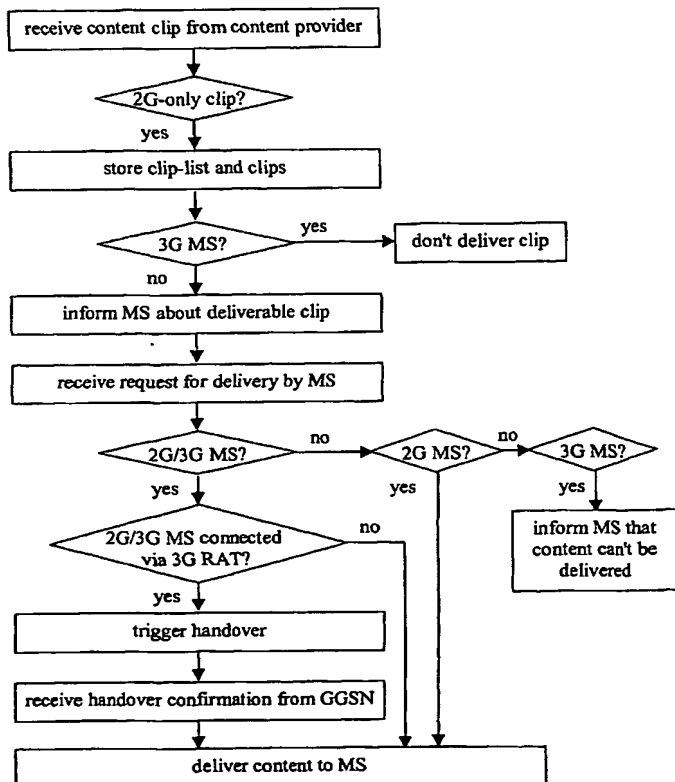 receive content clip from content provider
2G-only clip?
yes
store clip-list and clips
3G MS?
yes
don't deliver clip
no
inform MS about deliverable clip
receive request for delivery by MS
2G/3G MS?
no
2G MS?
no
3G MS?
yes
yes
yes
2G/3G MS connected
via 3G RAT?
no
inform MS that
content can't be
delivered
yes
trigger handover
receive handover confirmation from GGSN
deliver content to MS